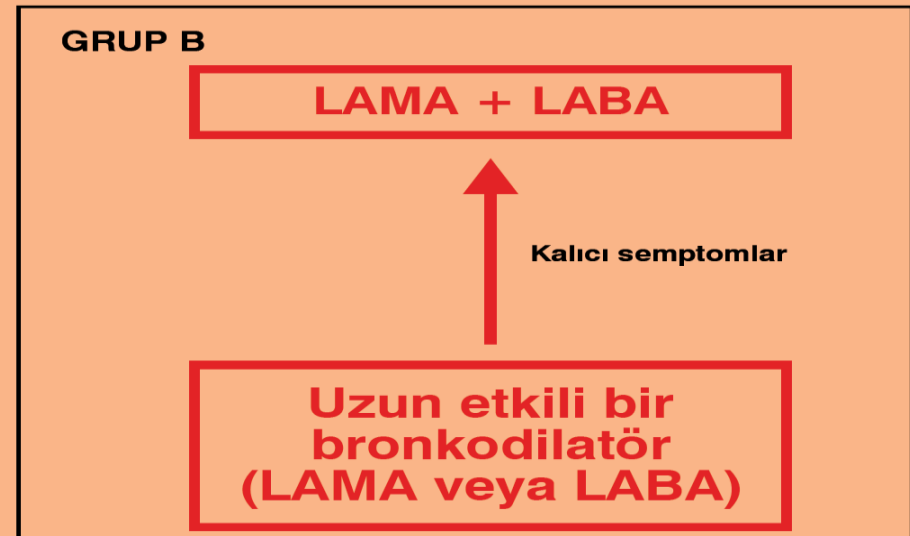 GRUP B
LAMA + LABA
Kalıcı semptomlar
Uzun etkili bir
bronkodilatör
(LAMA veya LABA)